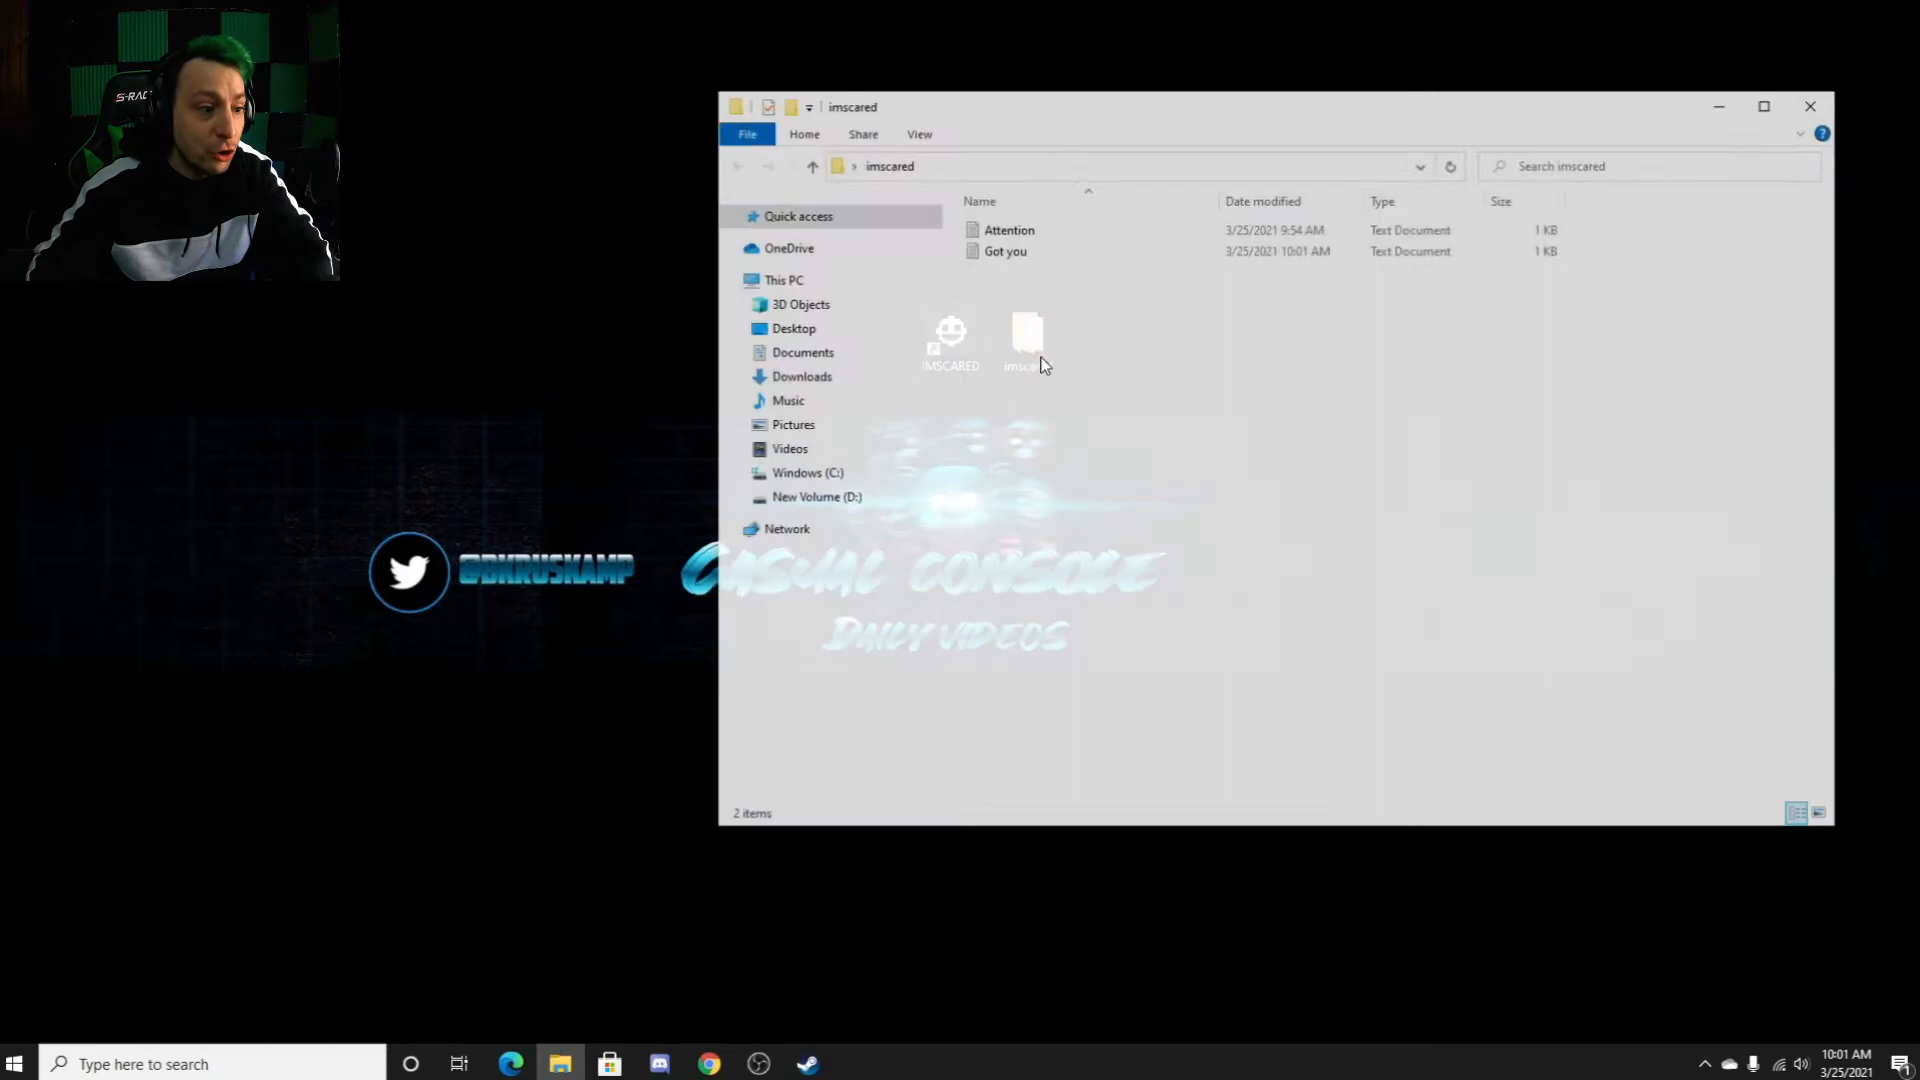 S-RAC
imscared
File Home Share View
imscared
Search imscared
Name Date modified Type Size
Quick access
Attention 3/25/2021 9:54 AM Text Document 1 KB
Got you 3/25/2021 10:01 AM Text Document 1 KB
OneDrive
This PC
3D Objects
Desktop
Documents
Downloads
Music
Pictures
Videos
Windows (C:)
New Volume (D:)
Network
IMSCARED
@DKRUSKAMP
Casual console
Daily videos
2 items
Type here to search
10:01 AM
3/25/2021
1